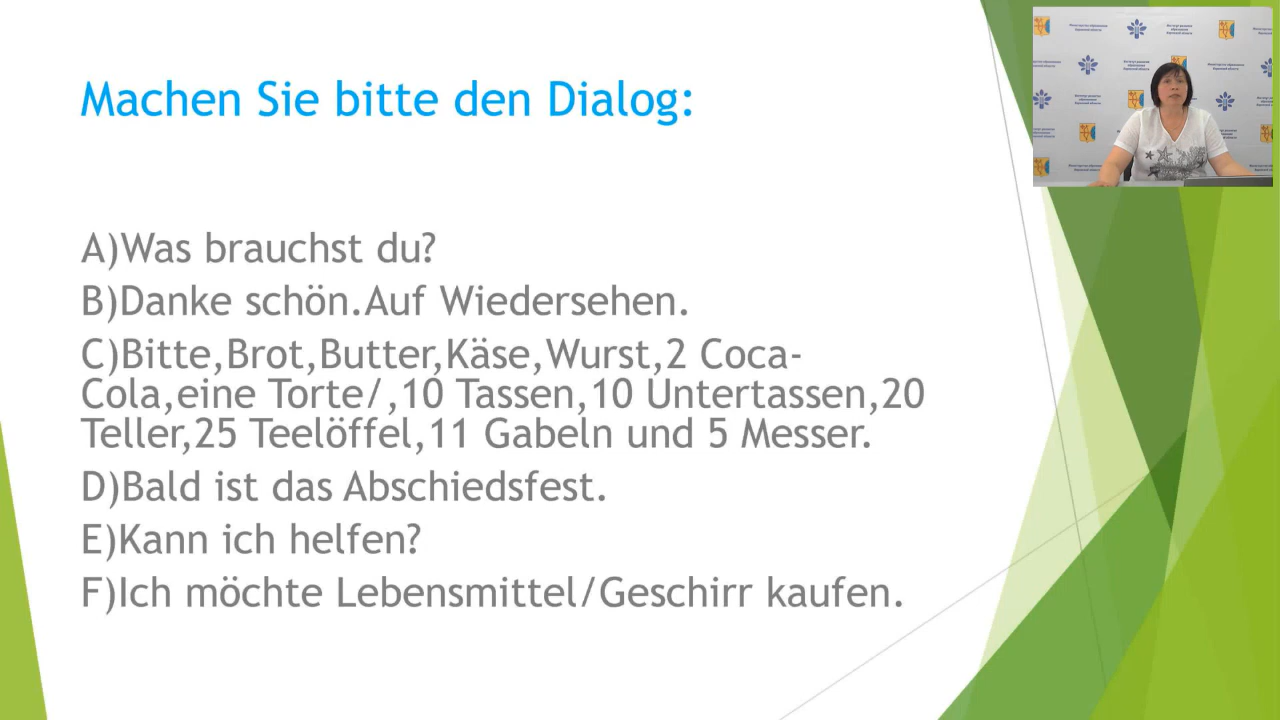 Machen Sie bitte den Dialog:
A)Was brauchst du?
B)Danke schön.Auf Wiedersehen.
C)Bitte,Brot,Butter,Käse,Wurst,2 Coca-
Cola,eine Torte/,10 Tassen,10 Untertassen,20
Teller,25 Teelöffel,11 Gabeln und 5 Messer.
D)Bald ist das Abschiedsfest.
E)Kann ich helfen?
F)Ich möchte Lebensmittel/Geschirr kaufen.